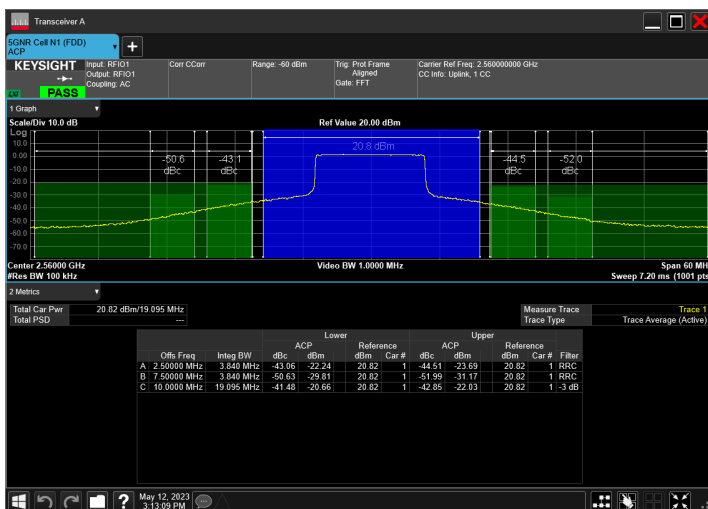 Transceiver A
5GNR Cell N1 (FDD)
ACP
KEYSIGHT
PASS
Input: RFIO1
Output: RFIO1
Coupling: AC
Corr CCorr
Range: -60 dBm
Trig: Prot Frame
Aligned
Gate: FFT
Carrier Ref Freq: 2.560000000 GHz
CC Info: Uplink, 1 CC
1 Graph
Scale/Div 10.0 dB
Ref Value 20.00 dBm
Log
10.0
0.00
-10.0
-20.0
-30.0
-40.0
-50.0
-60.0
-70.0
-50.6
dBc
-43.1
dBc
20.8 dBm
-44.5
dBc
-52.0
dBc
Center 2.56000 GHz
Video BW 1.0000 MHz
Span 60 MH
#Res BW 100 kHz
Sweep 7.20 ms (1001 pts
2 Metrics
Total Car Pwr 20.82 dBm/19.095 MHz
Total PSD ---
Measure Trace Trace 1
Trace Type Trace Average (Active)
Lower Upper
ACP Reference ACP Reference
Offs Freq Integ BW dBc dBm dBm Car # dBc dBm dBm Car # Filter
A 2.50000 MHz 3.840 MHz -43.06 -22.24 20.82 1 -44.51 -23.69 20.82 1 RRC
B 7.50000 MHz 3.840 MHz -50.63 -29.81 20.82 1 -51.99 -31.17 20.82 1 RRC
C 10.0000 MHz 19.095 MHz -41.48 -20.66 20.82 1 -42.85 -22.03 20.82 1 -3 dB
?
May 12, 2023
3:13:09 PM